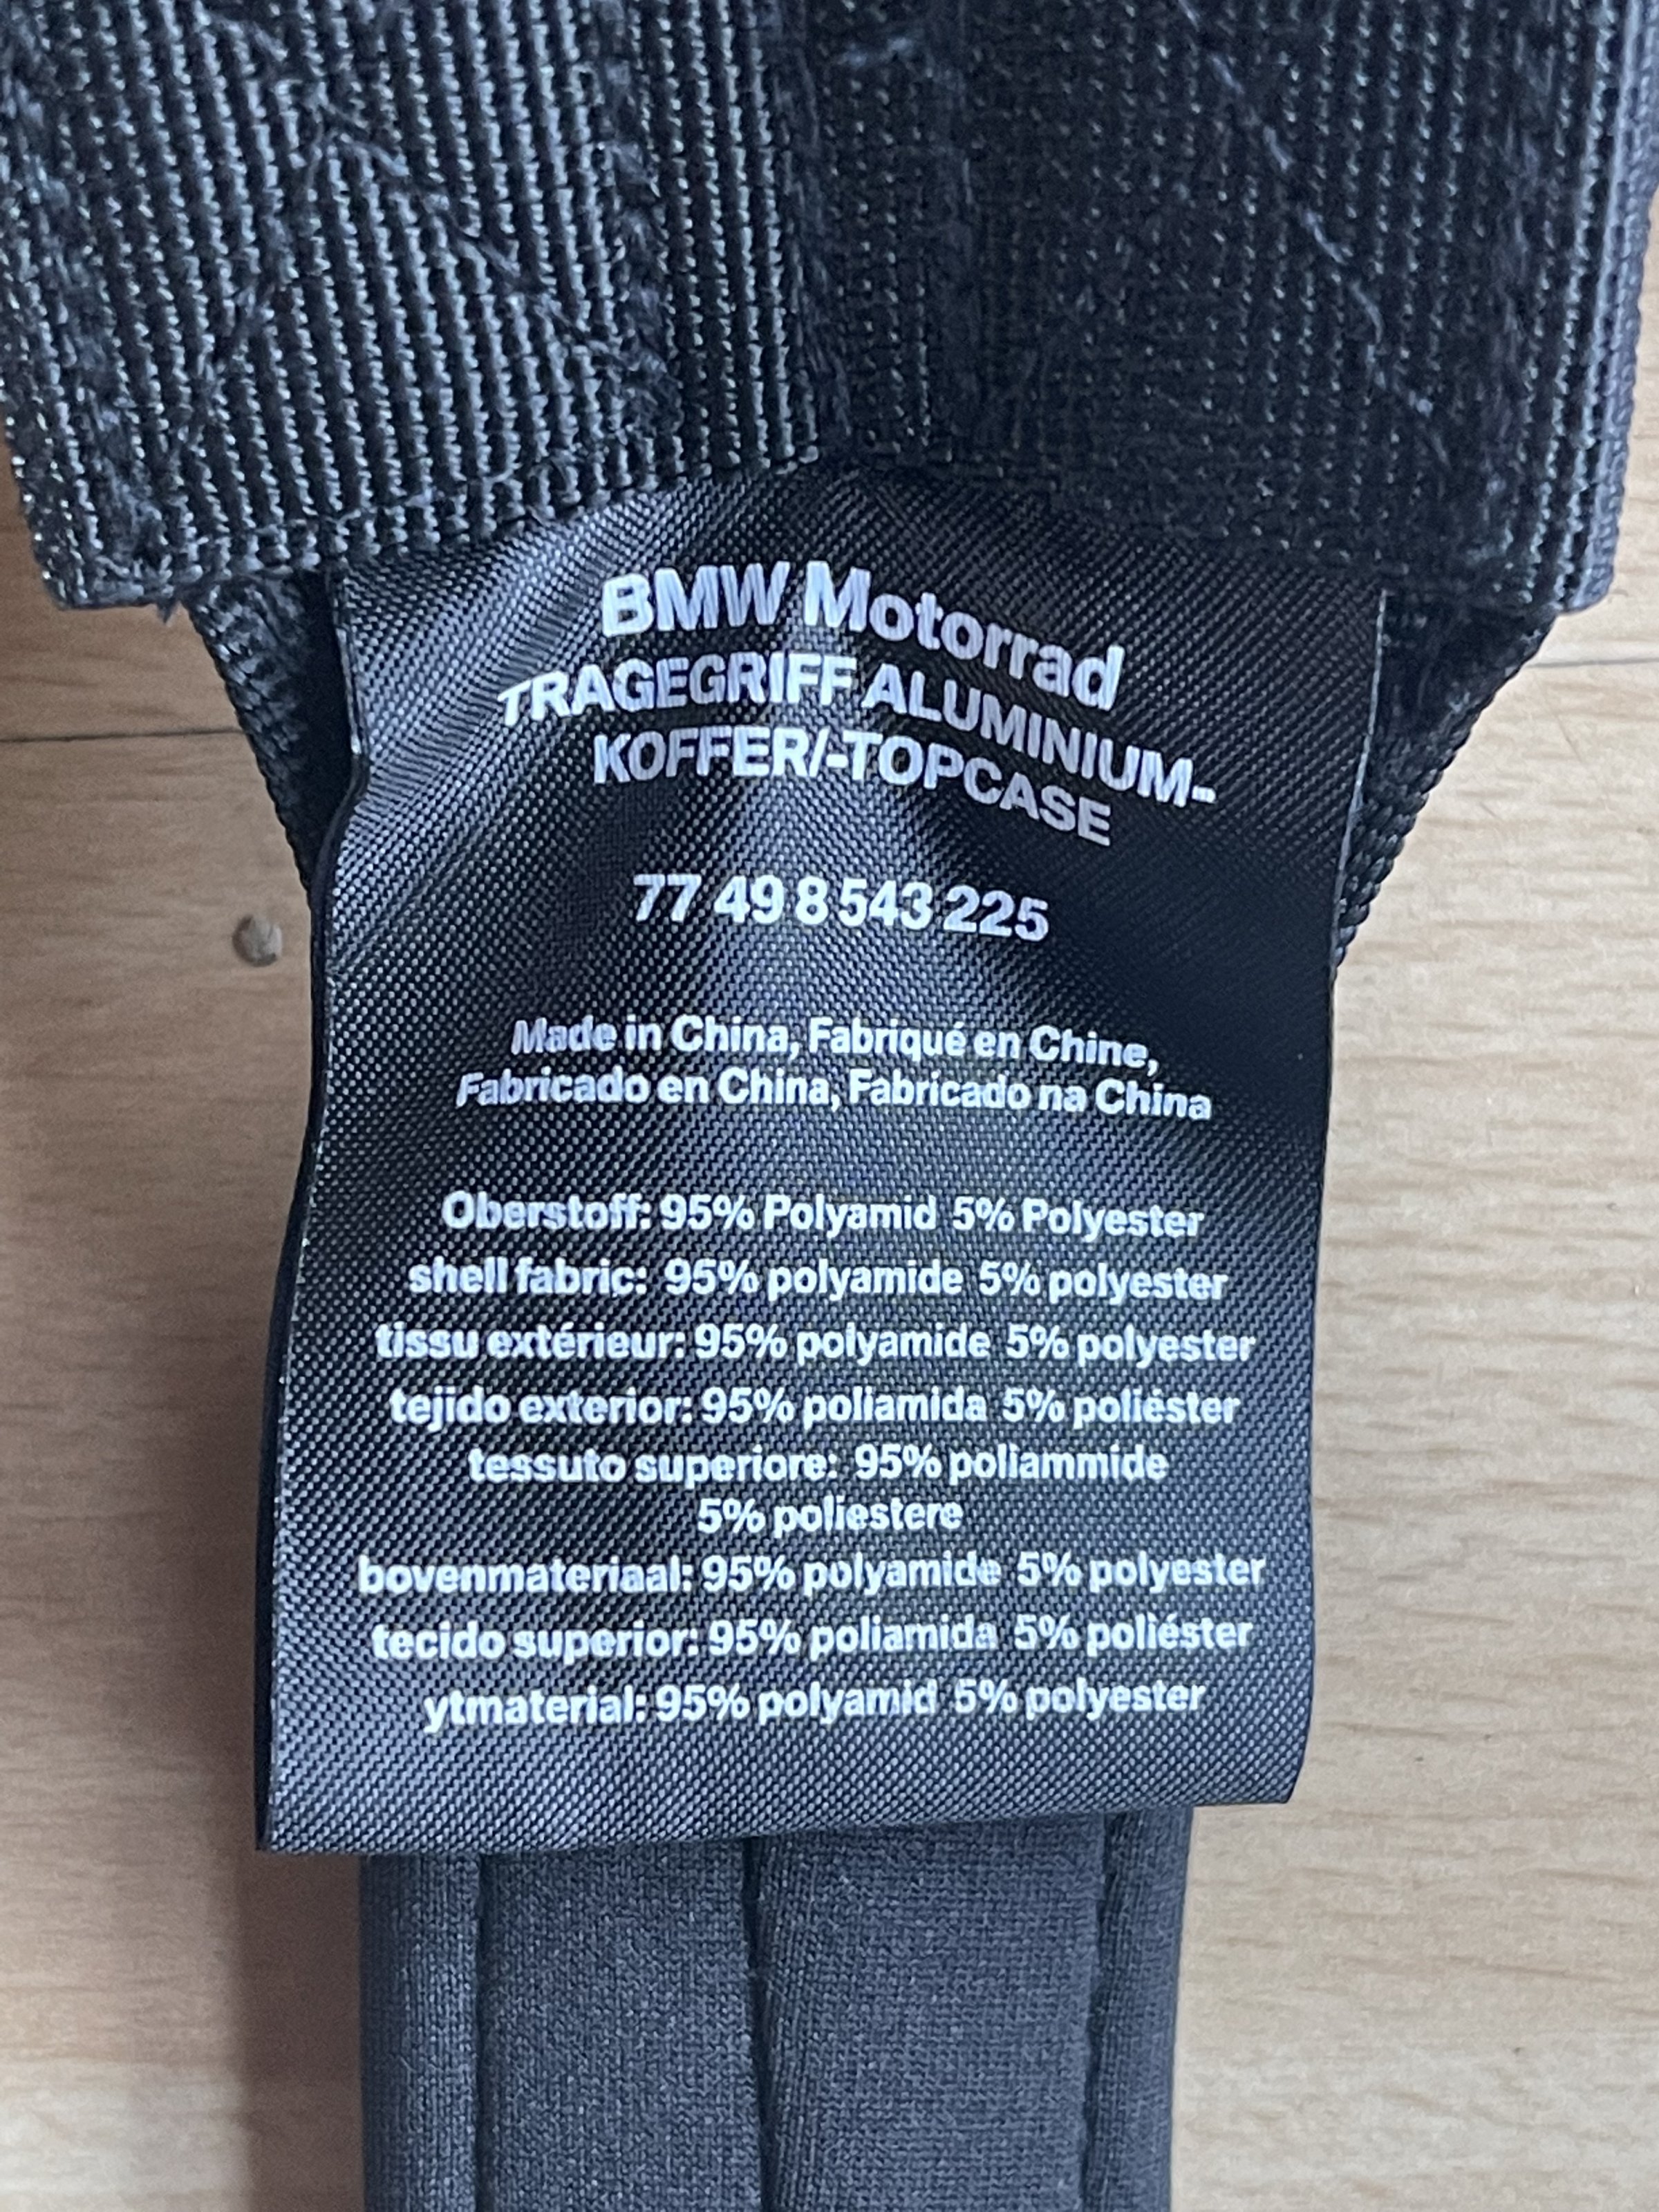 BMW Motorrad
TRAGEGRIFF ALUMINIUM-
KOFFER/-TOPCASE
77 49 8 543 225
Made in China, Fabriqué en Chine,
Fabricado en China, Fabricado na China
Oberstoff: 95% Polyamid 5% Polyester
shell fabric: 95% polyamide 5% polyester
tissu extérieur: 95% polyamide 5% polyester
tejido exterior: 95% poliamida 5% poliéster
tessuto superiore: 95% poliammide
5% poliestere
bovenmateriaal: 95% polyamide 5% polyester
tecido superior: 95% poliamida 5% poliéster
ytmaterial: 95% polyamid 5% polyester